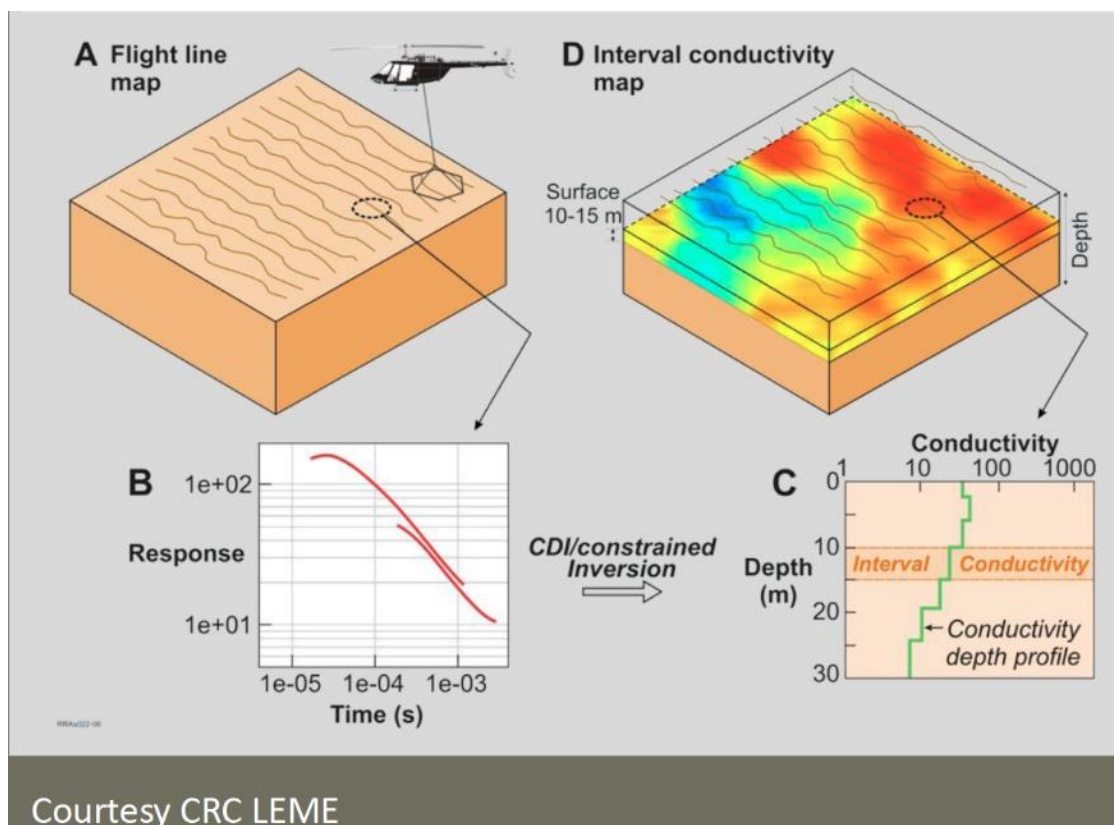 A Flight line
map
D Interval conductivity
map
Surface
10-15 m
Depth
B
1e+02
Response
1e+01
1e-05 1e-04 1e-03
Time (s)
CDI/constrained
Inversion
Conductivity
1 10 100 1000
C
0
10
Interval Conductivity
Depth
(m)
20
Conductivity
depth profile
30
RRAs022-06
Courtesy CRC LEME